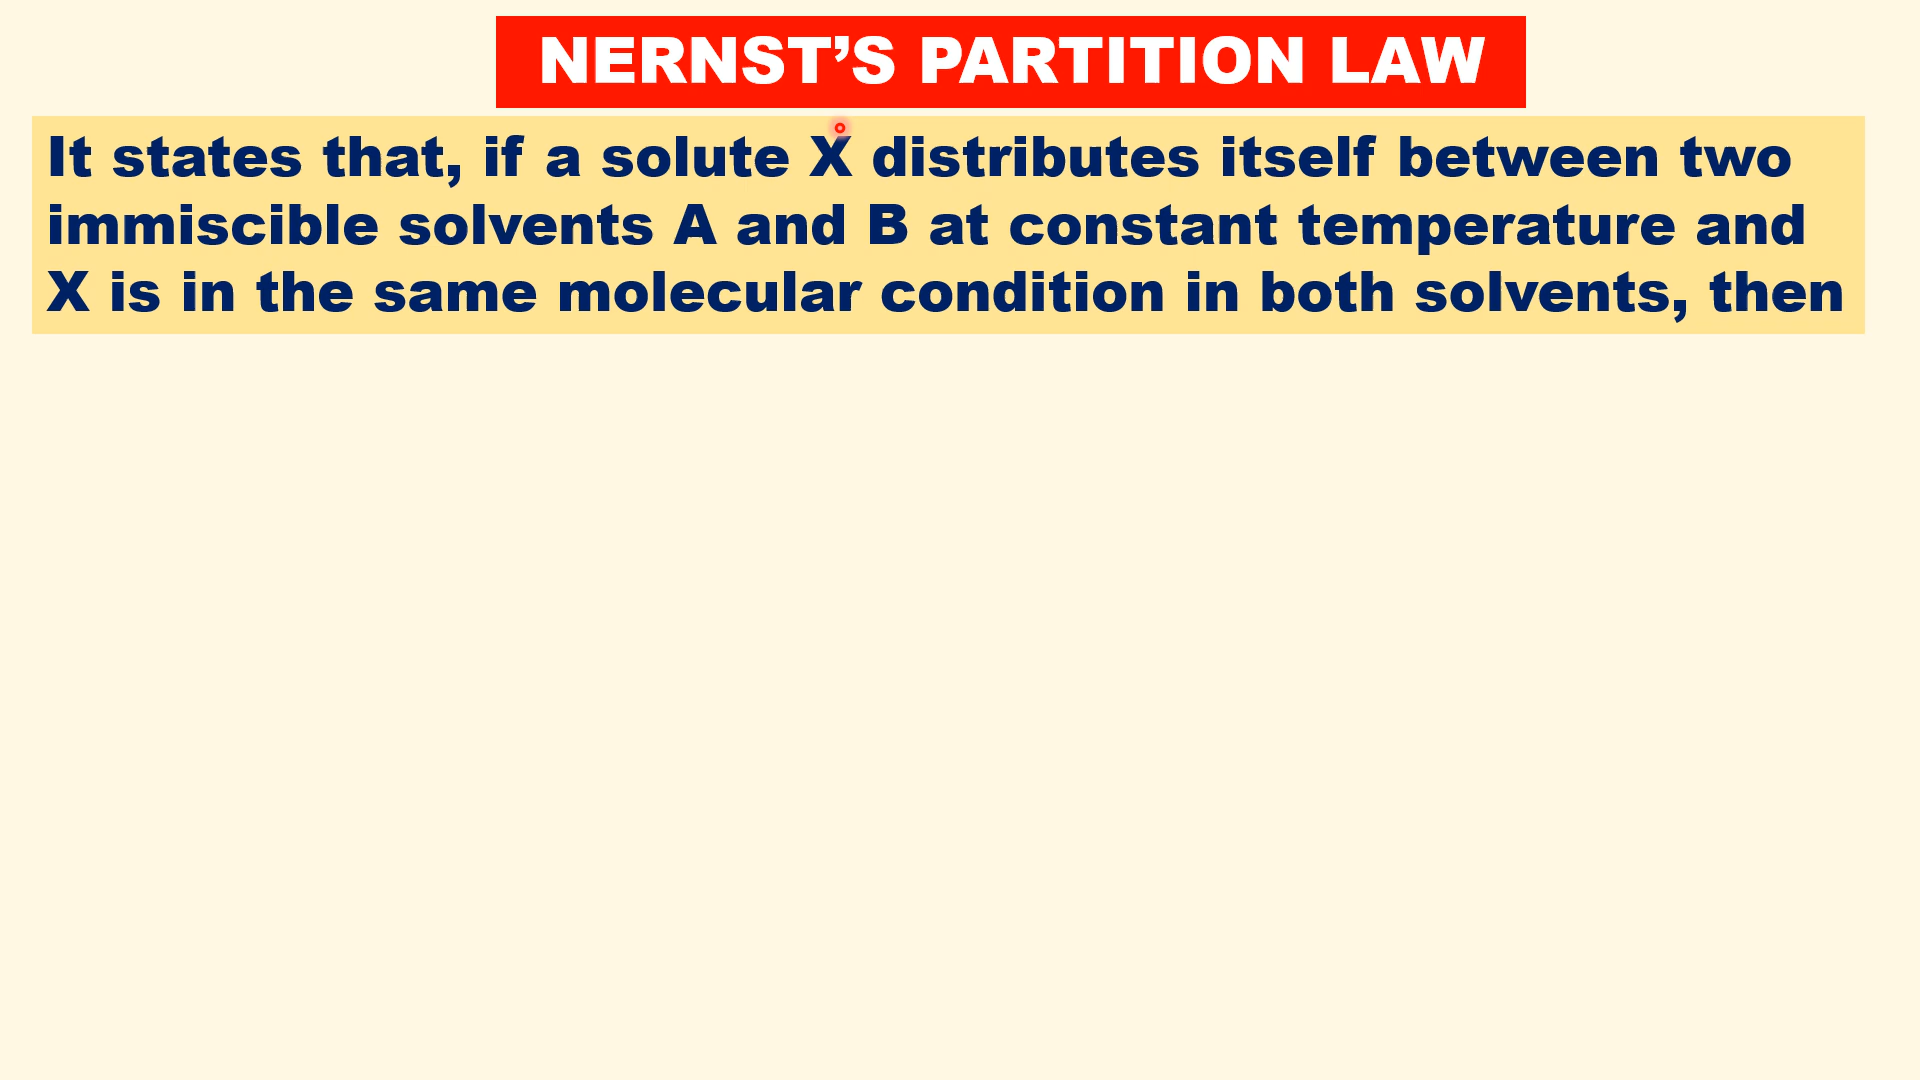 NERNST’S PARTITION LAW
It states that, if a solute X distributes itself between two
immiscible solvents A and B at constant temperature and
X is in the same molecular condition in both solvents, then